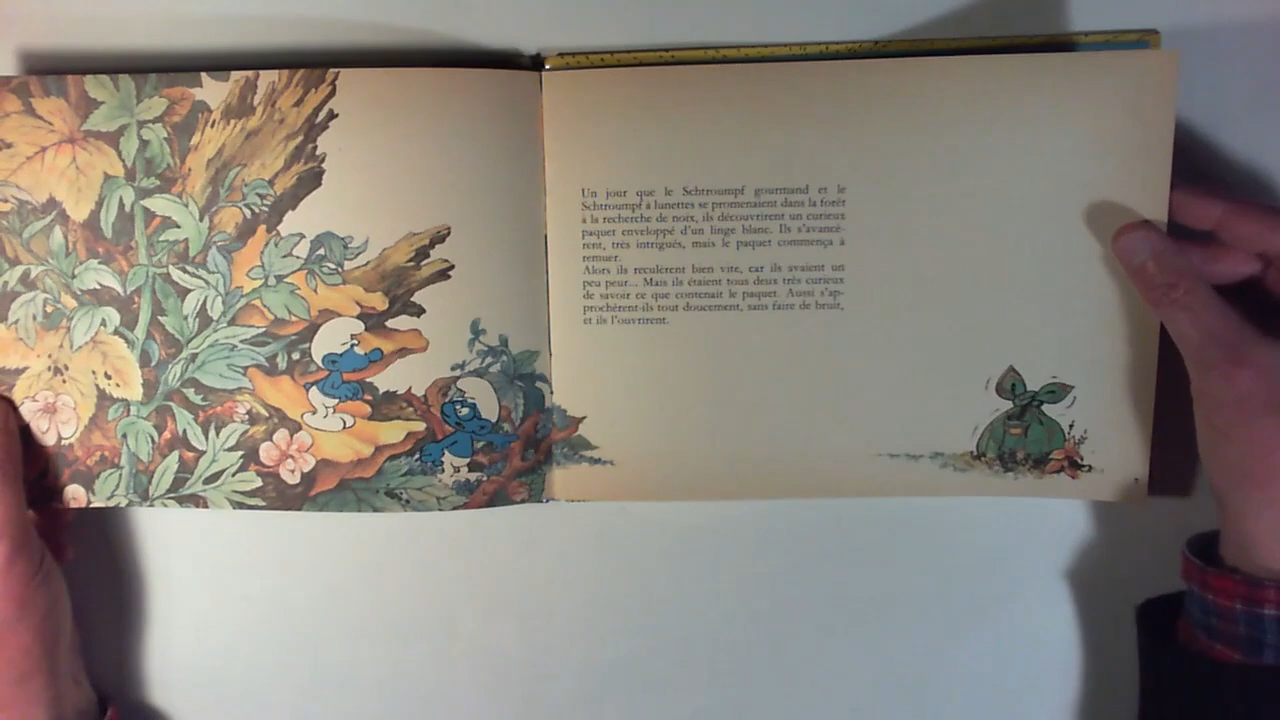 Un jour que le Schtroumpf gourmand et le
Schtroumpf à lunettes se promenaient dans la forêt
à la recherche de noix, ils découvrirent un curieux
paquet enveloppé d'un linge blanc. Ils s'avancè-
rent, très intrigués, mais le paquet commença à
remuer.
Alors ils reculèrent bien vite, car ils avaient un
peu peur... Mais ils étaient tous deux très curieux
de savoir ce que contenait le paquet. Aussi s'ap-
prochèrent-ils tout doucement, sans faire de bruit,
et ils l'ouvrirent.